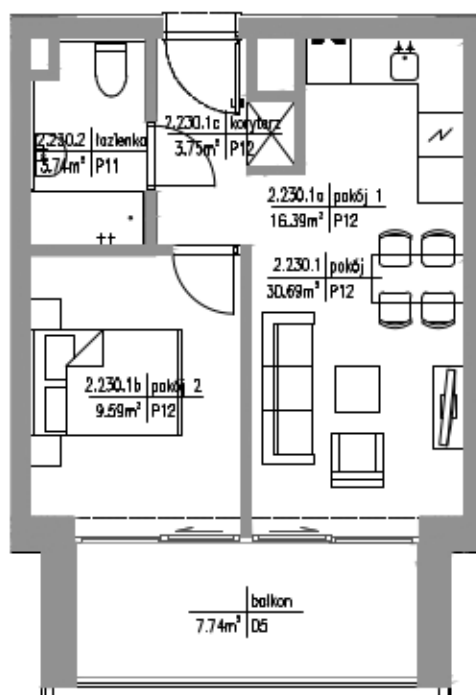 2.230.1c korytarz
3.75m² P12
2.230.2 łazienka
3.74m² P11
2.230.1a pokój 1
16.39m² P12
2.230.1 pokój
30.69m² P12
2.230.1b pokój 2
9.59m² P12
balkon
7.74m² D5